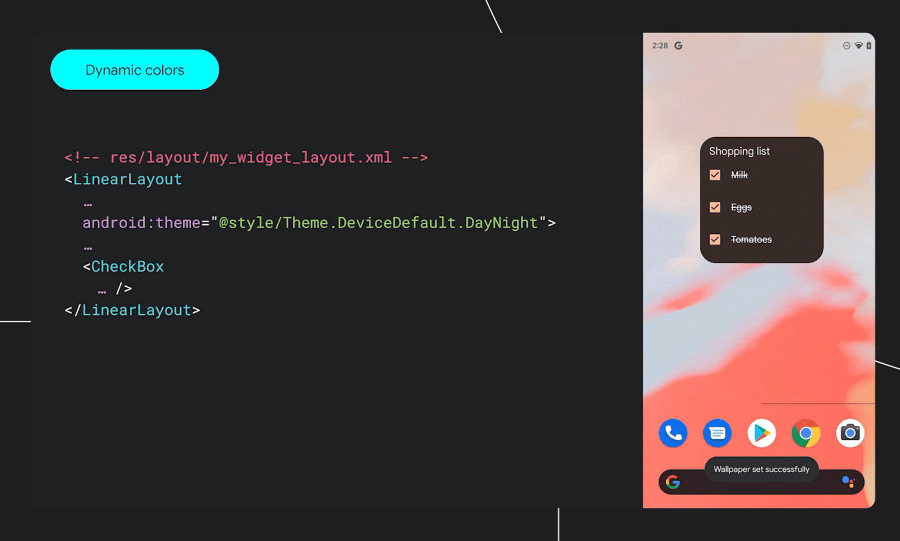 Dynamic colors
<!-- res/layout/my_widget_layout.xml -->
<LinearLayout
…
android:theme="@style/Theme.DeviceDefault.DayNight">
…
<CheckBox
… />
</LinearLayout>
2:28 G
Shopping list
Milk
Eggs
Tomatoes
Wallpaper set successfully
G